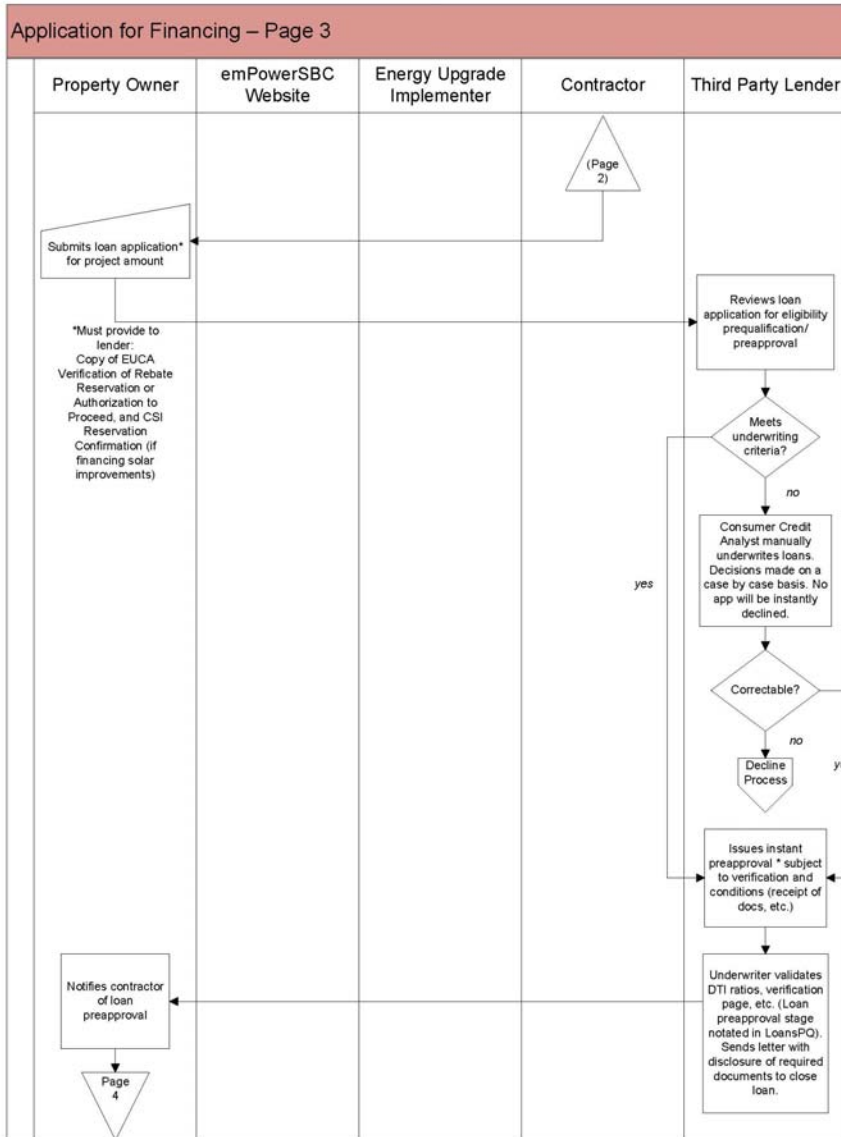 Application for Financing – Page 3
Property Owner
emPowerSBC
Website
Energy Upgrade
Implementer
Contractor
Third Party Lender
(Page
2)
Submits loan application*
for project amount
Reviews loan
application for eligibility
prequalification/
preapproval
*Must provide to
lender:
Copy of EUCA
Verification of Rebate
Reservation or
Authorization to
Proceed, and CSI
Reservation
Confirmation (if
financing solar
improvements)
Meets
underwriting
criteria?
no
yes
Consumer Credit
Analyst manually
underwrites loans.
Decisions made on a
case by case basis. No
app will be instantly
declined.
Correctable?
no
Decline
Process
Issues instant
preapproval * subject
to verification and
conditions (receipt of
docs, etc.)
Notifies contractor
of loan
preapproval
Underwriter validates
DTI ratios, verification
page, etc. (Loan
preapproval stage
notated in LoansPQ).
Sends letter with
disclosure of required
documents to close
loan.
Page
4